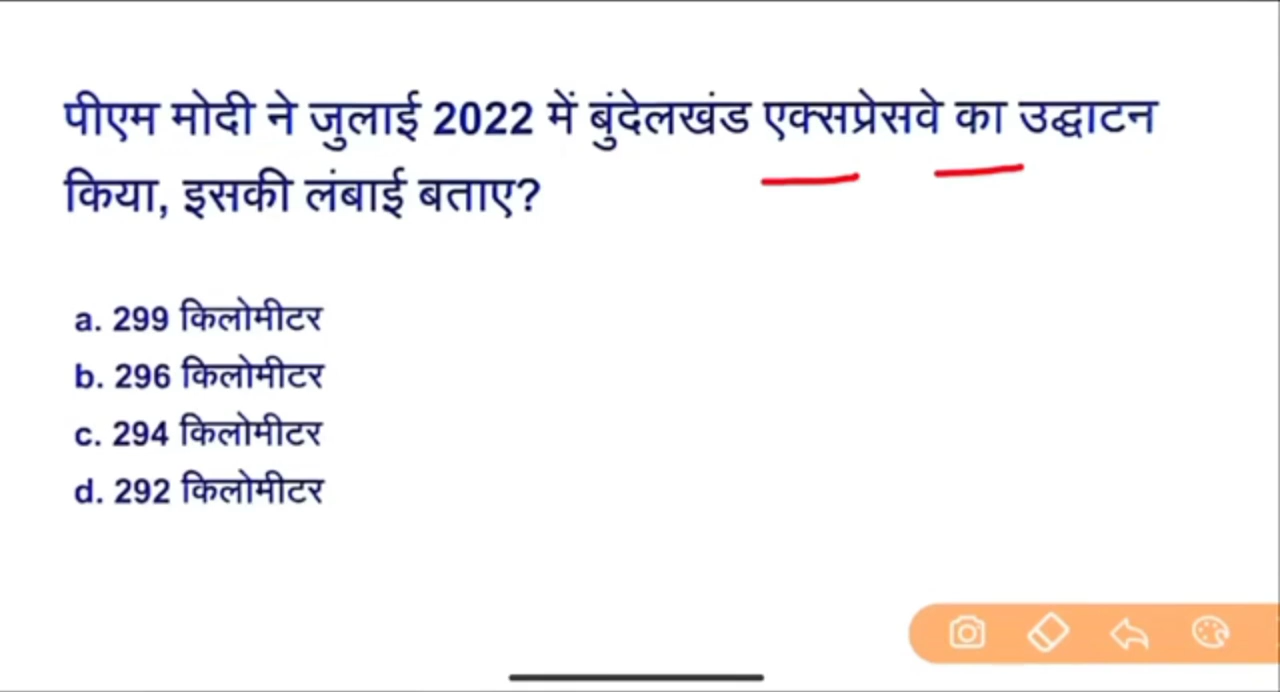 पीएम मोदी ने जुलाई 2022 में बुंदेलखंड एक्सप्रेसवे का उद्घाटन
किया, इसकी लंबाई बताए?
a. 299 किलोमीटर
b. 296 किलोमीटर
c. 294 किलोमीटर
d. 292 किलोमीटर